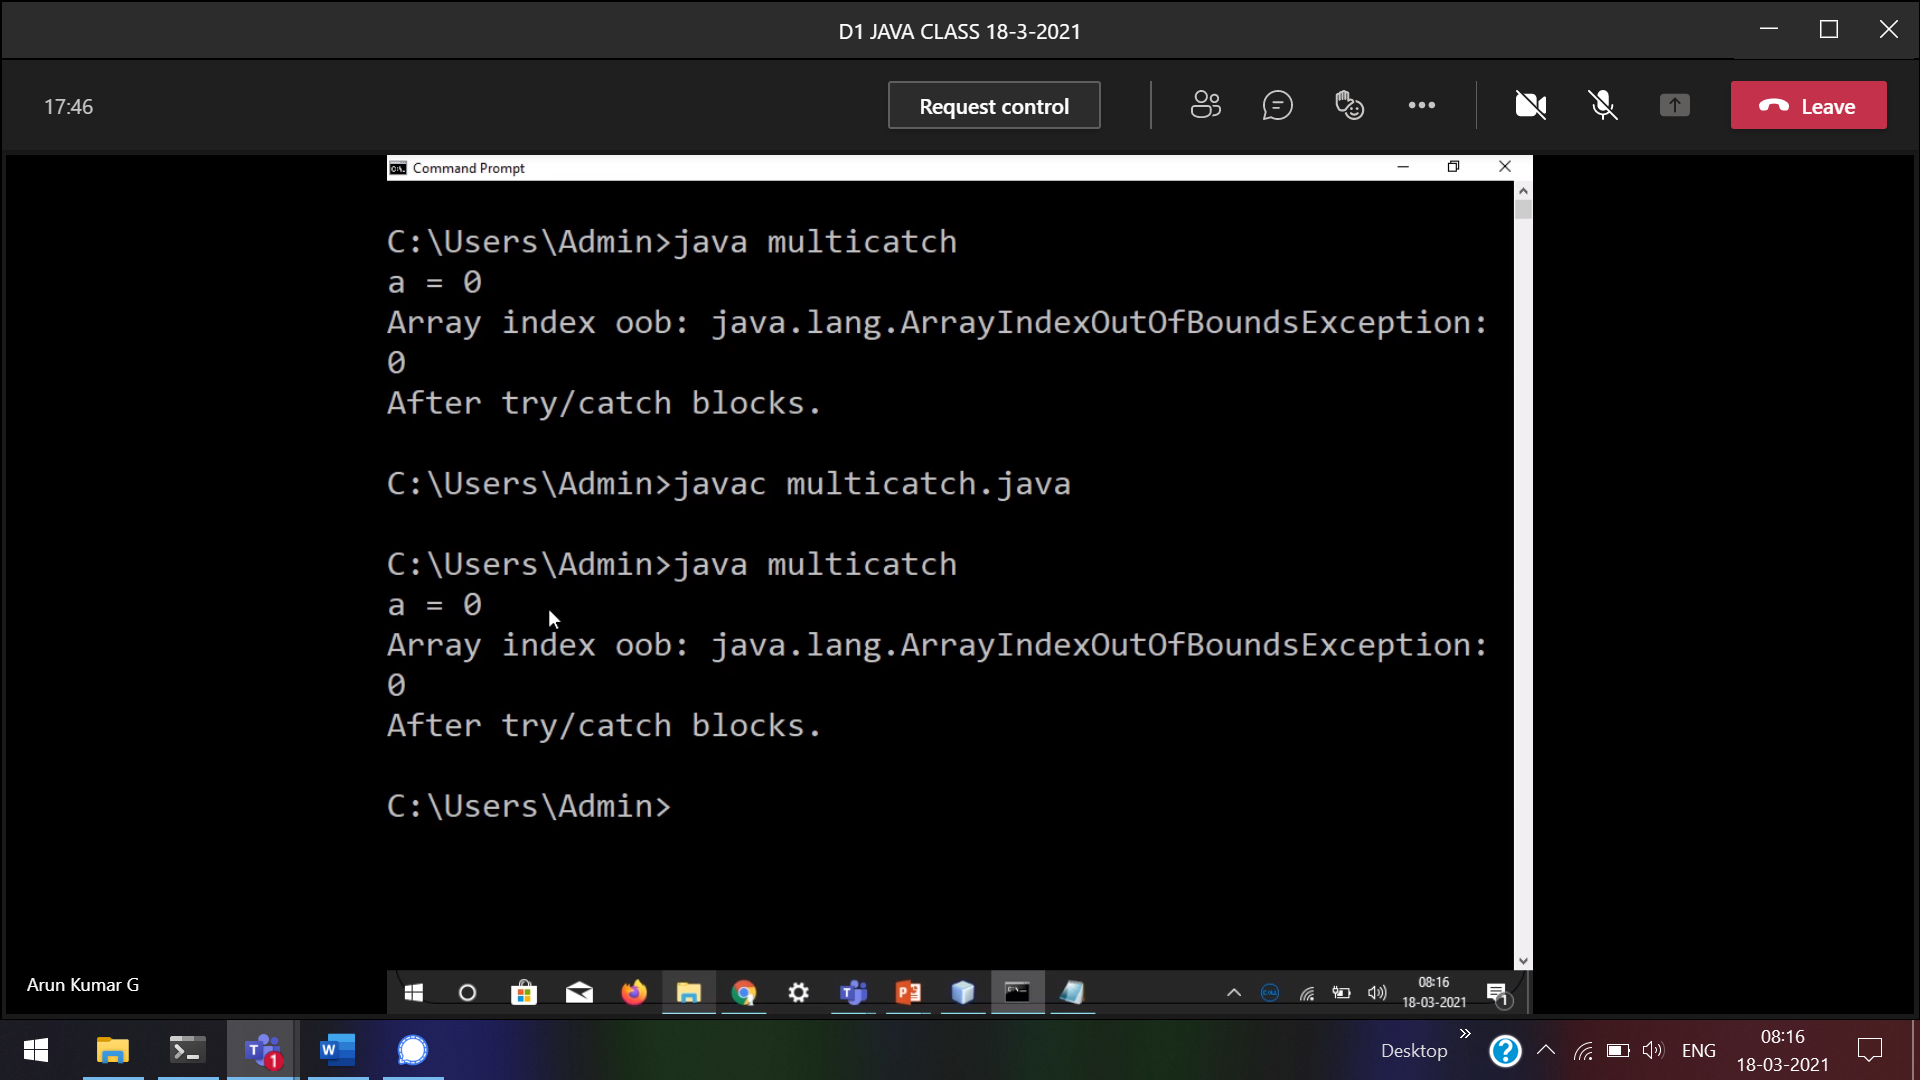 D1 JAVA CLASS 18-3-2021
17:46
Request control
Leave
Command Prompt
C:\Users\Admin>java multicatch
a = 0
Array index oob: java.lang.ArrayIndexOutOfBoundsException:
0
After try/catch blocks.
C:\Users\Admin>javac multicatch.java
C:\Users\Admin>java multicatch
a = 0
Array index oob: java.lang.ArrayIndexOutOfBoundsException:
0
After try/catch blocks.
C:\Users\Admin>
Arun Kumar G
08:16
18-03-2021
1
1
Desktop
ENG
08:16
18-03-2021